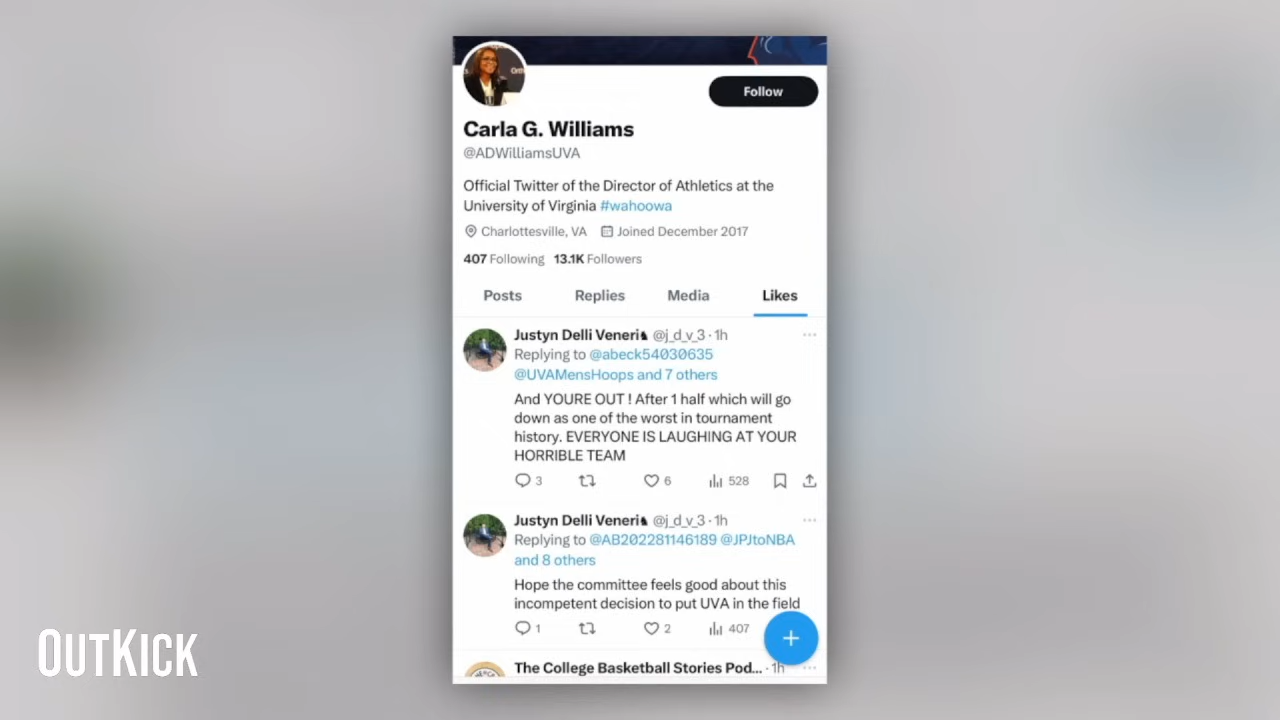 Follow
Carla G. Williams
@ADWilliamsUVA
Official Twitter of the Director of Athletics at the
University of Virginia #wahoowa
Charlottesville, VA Joined December 2017
407 Following 13.1K Followers
Posts Replies Media Likes
Justyn Delli Veneri @j_d_v_3 · 1h
Replying to @abeck54030635
@UVAMensHoops and 7 others
And YOURE OUT ! After 1 half which will go
down as one of the worst in tournament
history. EVERYONE IS LAUGHING AT YOUR
HORRIBLE TEAM
3 6 528
Justyn Delli Veneri @j_d_v_3 · 1h
Replying to @AB202281146189 @JPJtoNBA
and 8 others
Hope the committee feels good about this
incompetent decision to put UVA in the field
1 2 407
The College Basketball Stories Pod... · 1h
OUTKICK